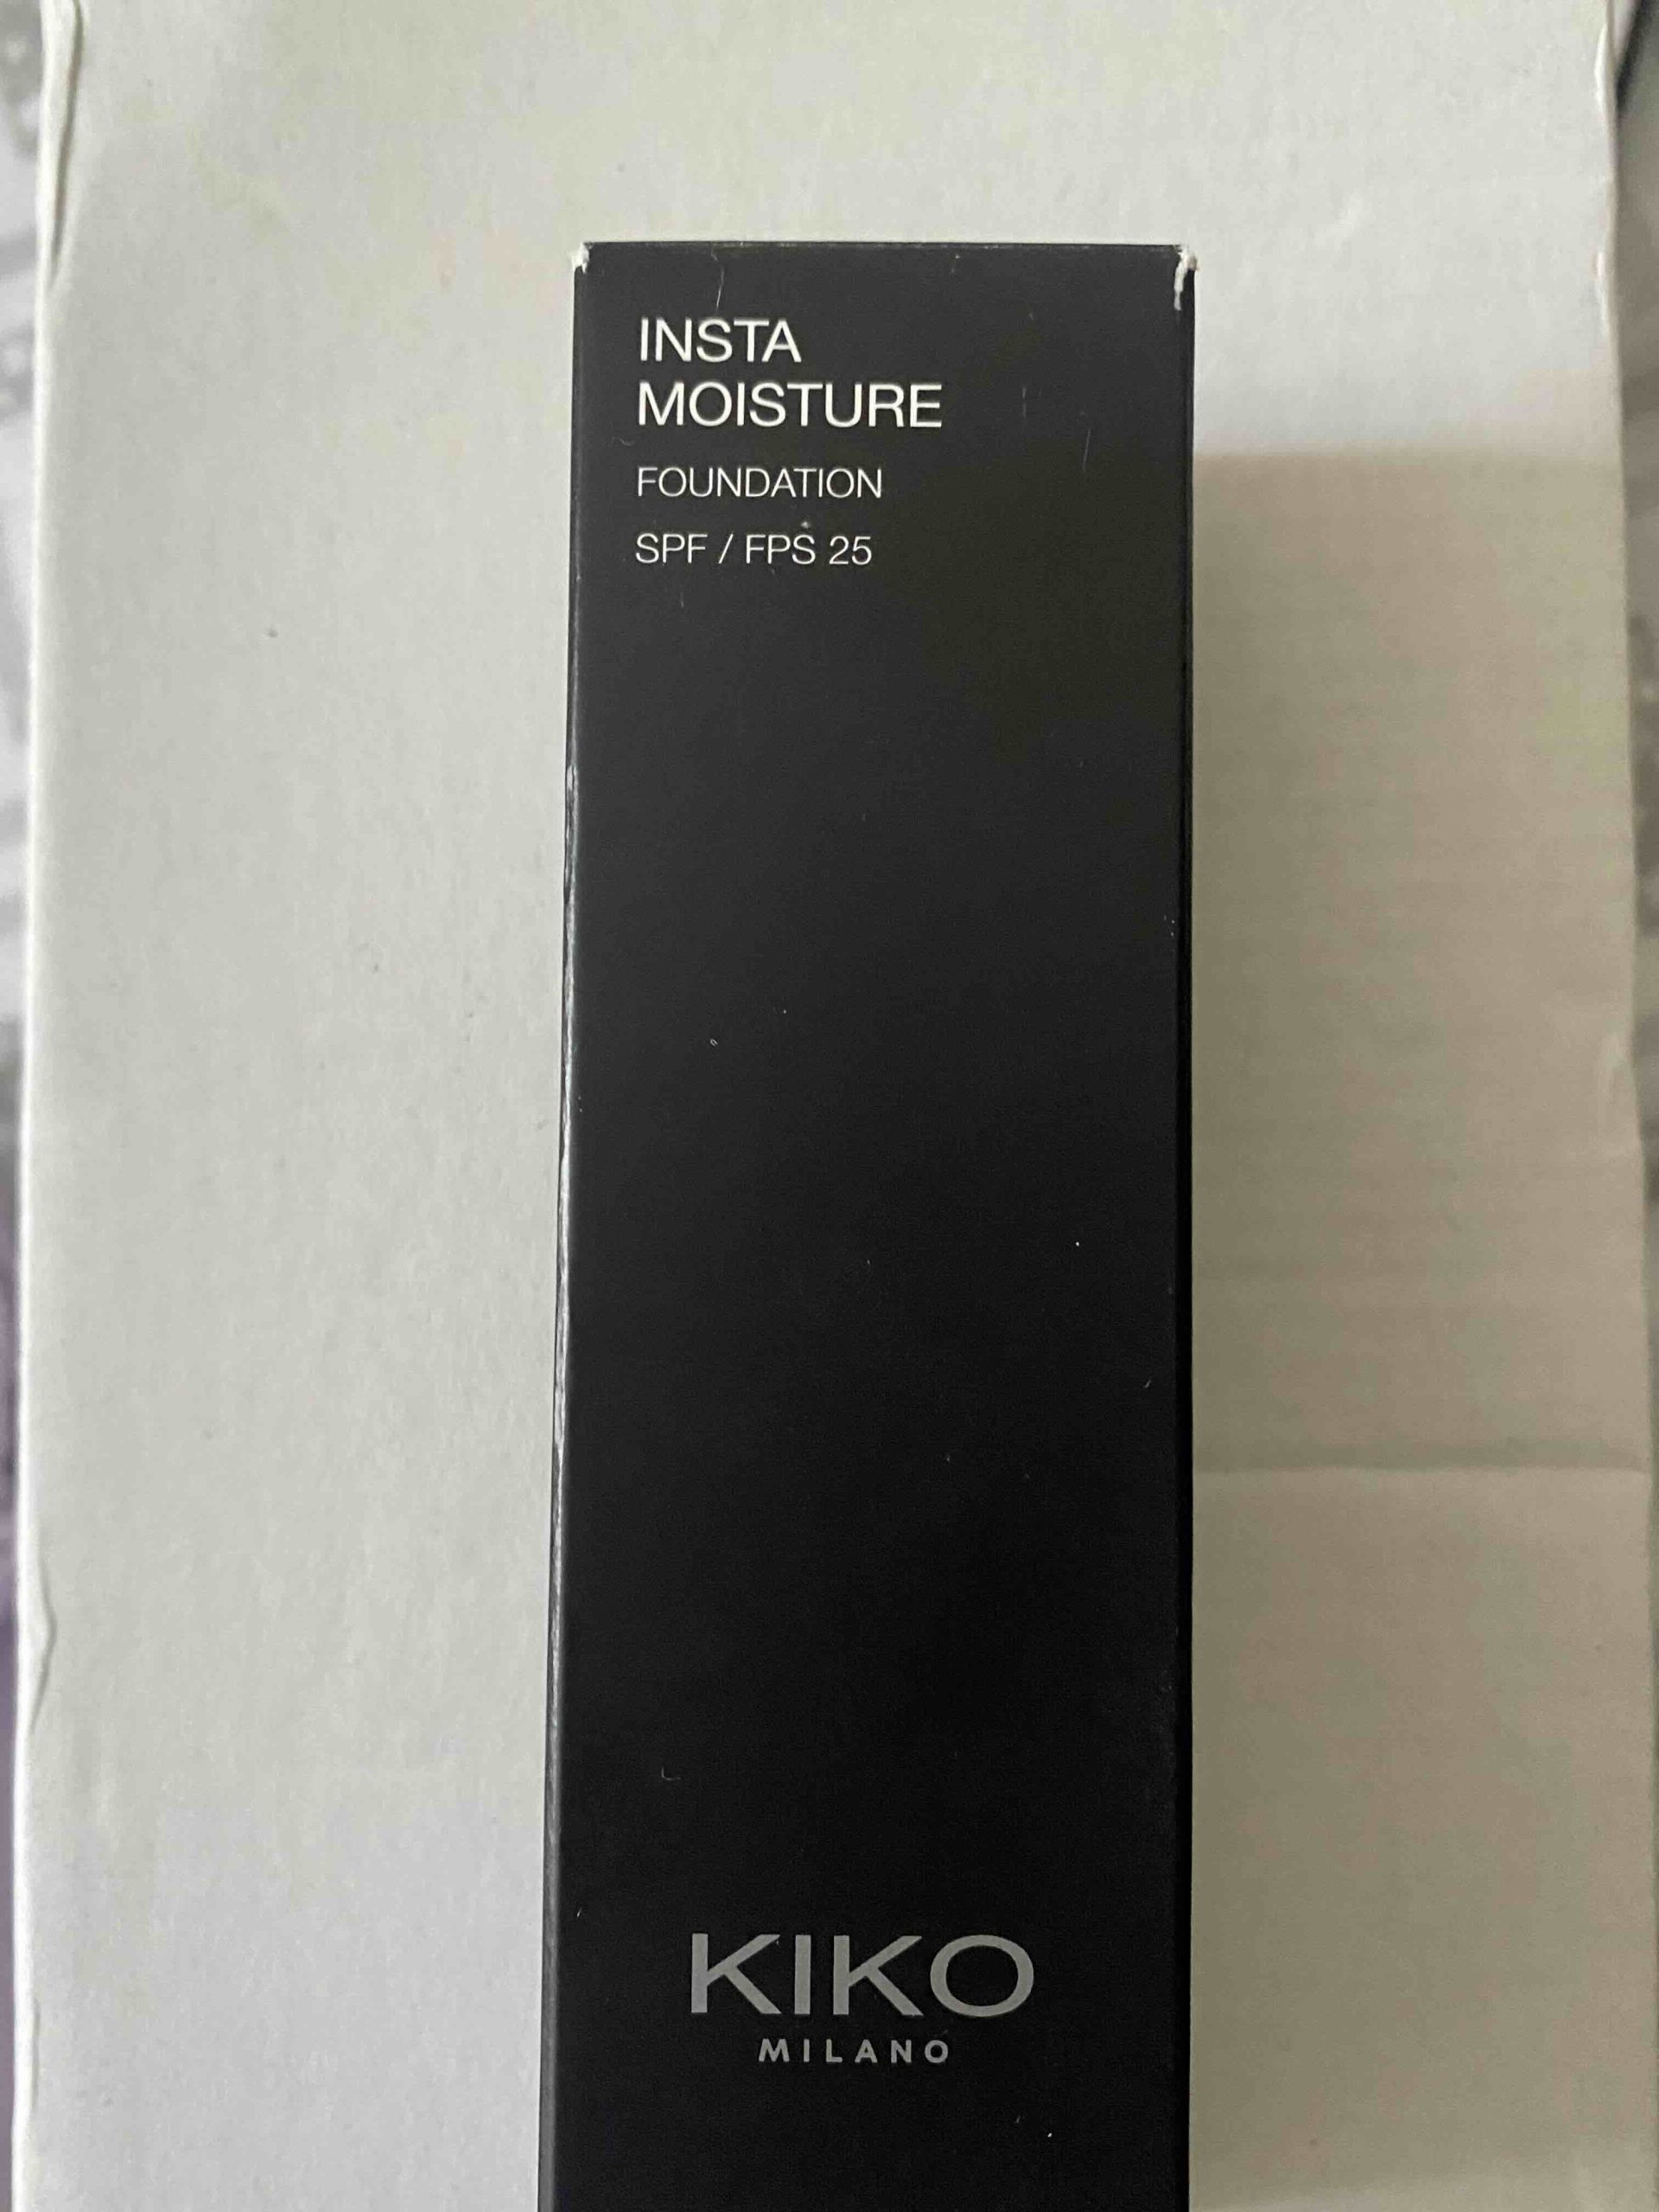 INSTA
MOISTURE
FOUNDATION
SPF / FPS 25
KIKO
MILANO